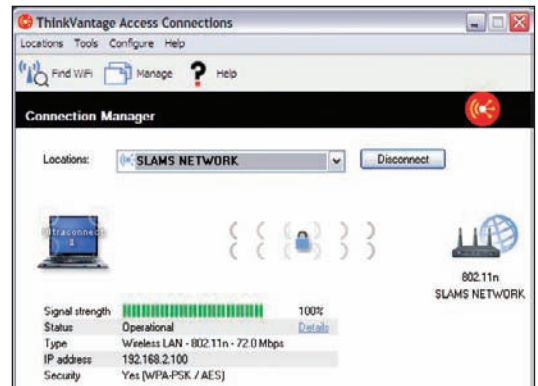 ThinkVantage Access Connections
Locations Tools Configure Help
Find WiFi Manage ? Help
Connection Manager
Locations: SLAMS NETWORK Disconnect
Ultraconnect
802.11n
SLAMS NETWORK
Signal strength 100%
Status Operational Details
Type Wireless LAN - 802.11n - 72.0 Mbps
IP address 192.168.2.100
Security Yes (WPA-PSK / AES)